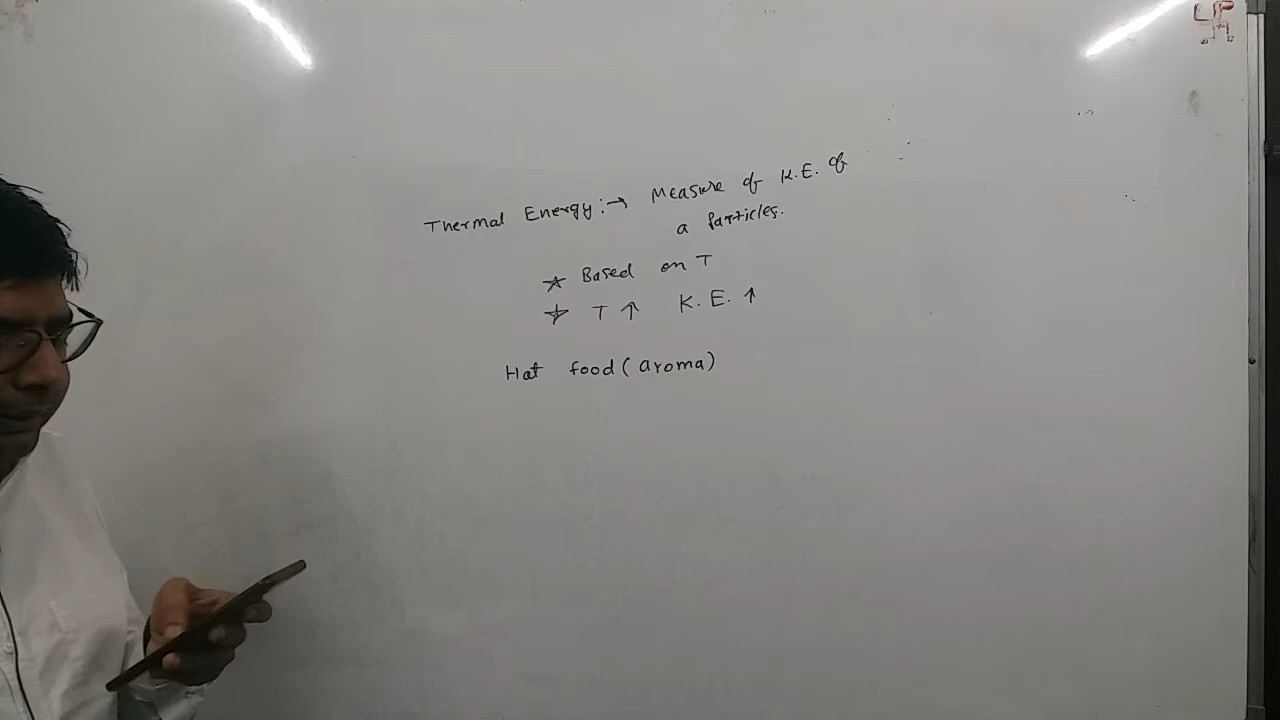 Thermal Energy:→ Measure of K.E. of
a Particles.
☆ Based on T
☆ T↑ K.E.↑
Hot food (aroma)